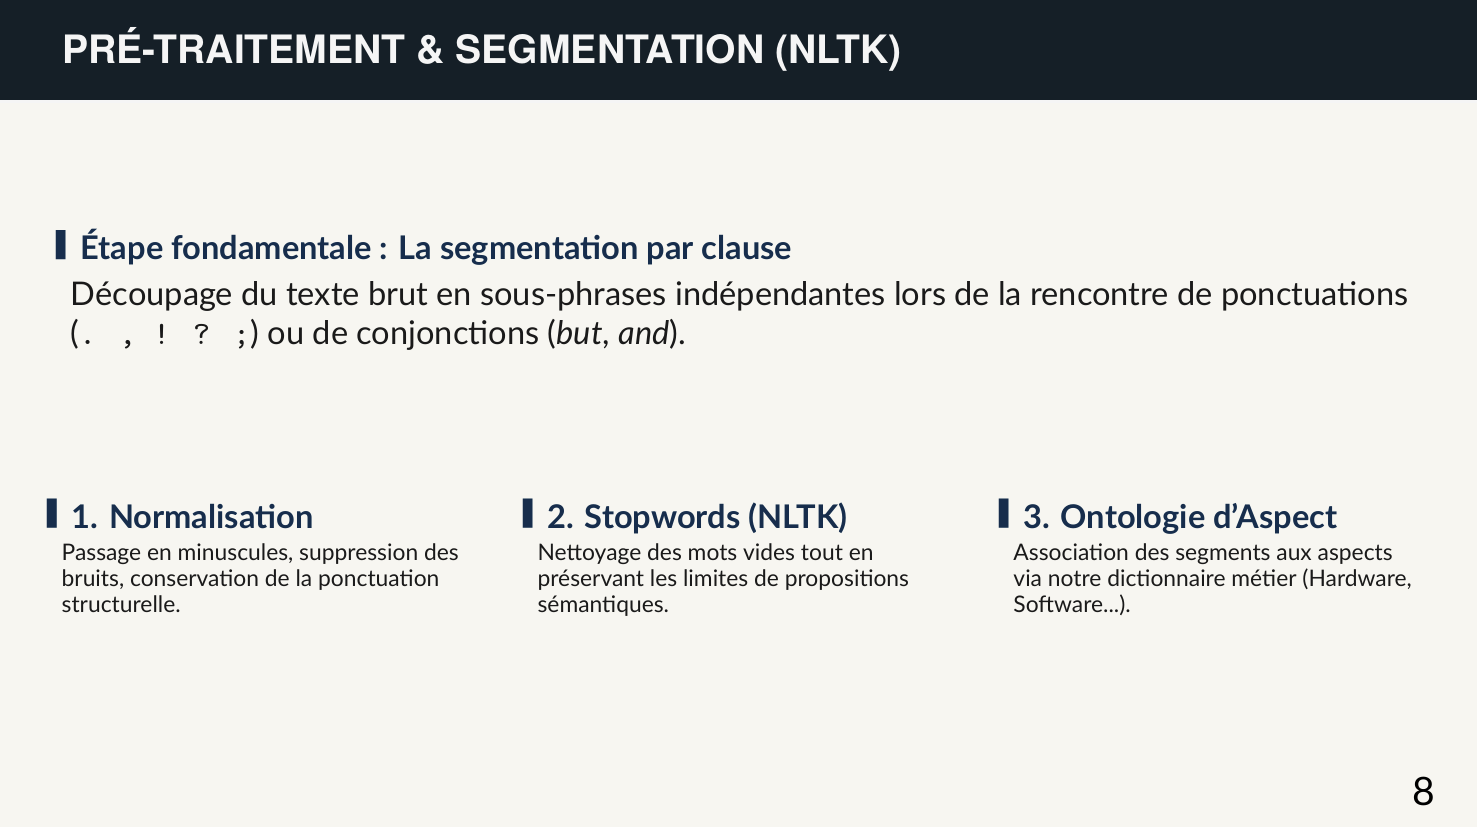 PRÉ-TRAITEMENT & SEGMENTATION (NLTK)
Étape fondamentale : La segmentation par clause
Découpage du texte brut en sous-phrases indépendantes lors de la rencontre de ponctuations
(. , ! ? ;) ou de conjonctions (but, and).
1. Normalisation
Passage en minuscules, suppression des
bruits, conservation de la ponctuation
structurelle.
2. Stopwords (NLTK)
Nettoyage des mots vides tout en
préservant les limites de propositions
sémantiques.
3. Ontologie d’Aspect
Association des segments aux aspects
via notre dictionnaire métier (Hardware,
Software...).
8